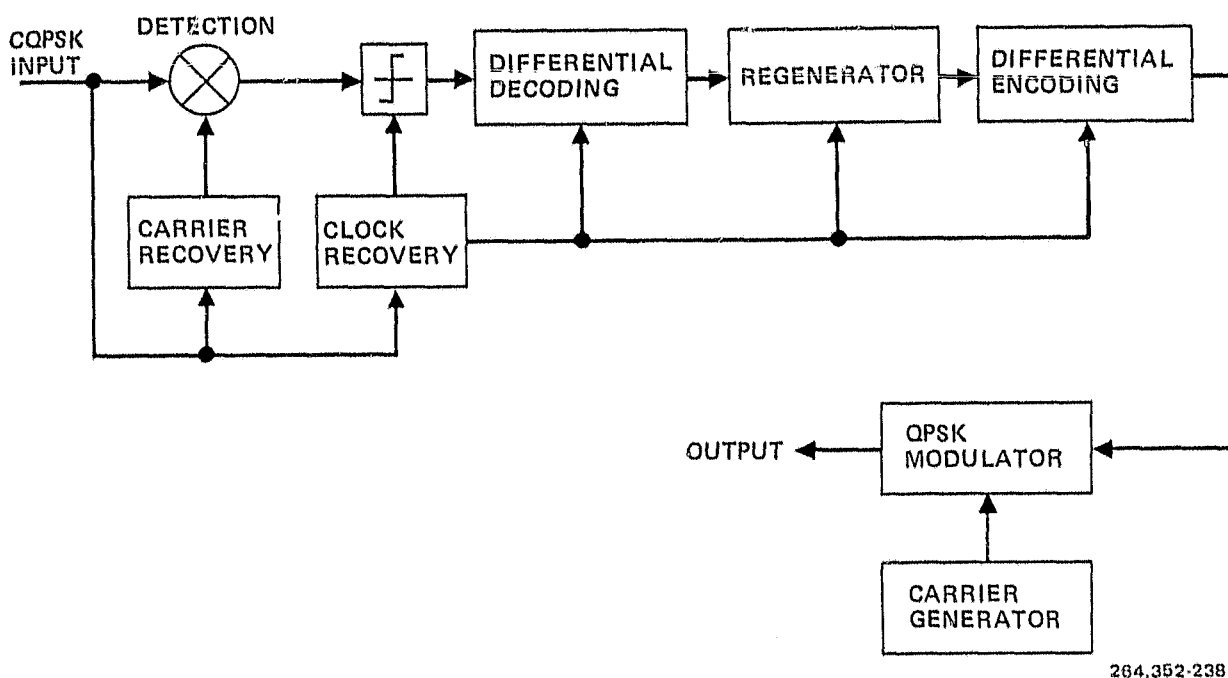 CQPSK
INPUT
DETECTION
DIFFERENTIAL
DECODING
REGENERATOR
DIFFERENTIAL
ENCODING
CARRIER
RECOVERY
CLOCK
RECOVERY
OUTPUT
QPSK
MODULATOR
CARRIER
GENERATOR
264.352-238